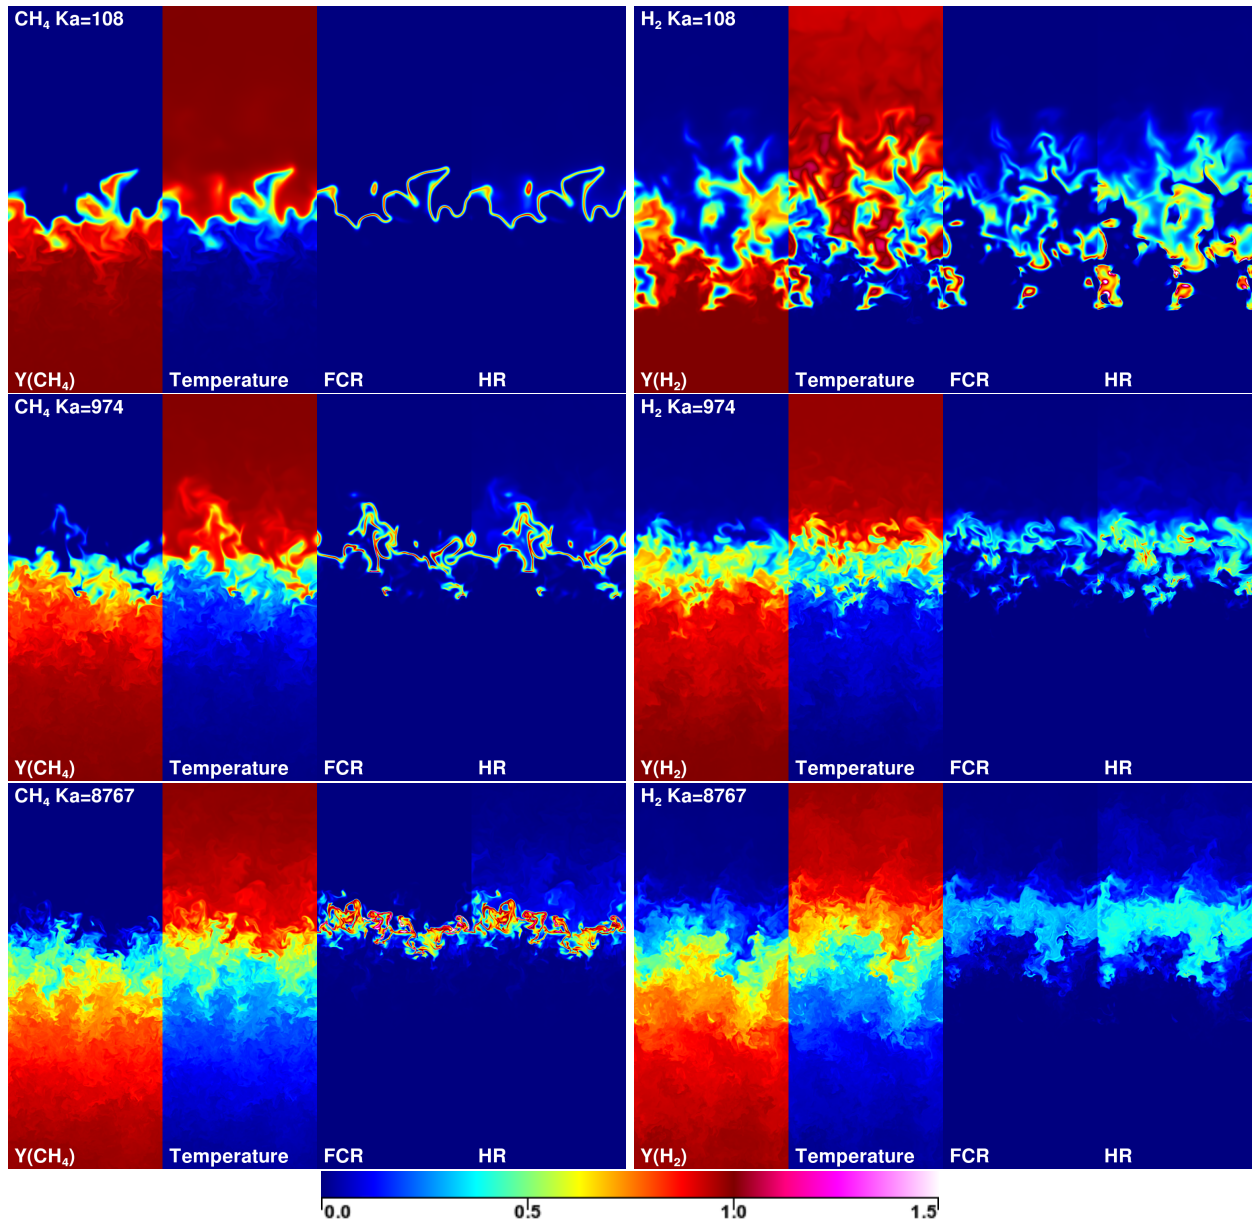 CH₄ Ka=108
Y(CH₄) Temperature FCR HR
H₂ Ka=108
Y(H₂) Temperature FCR HR
CH₄ Ka=974
Y(CH₄) Temperature FCR HR
H₂ Ka=974
Y(H₂) Temperature FCR HR
CH₄ Ka=8767
Y(CH₄) Temperature FCR HR
H₂ Ka=8767
Y(H₂) Temperature FCR HR
0.0 0.5 1.0 1.5